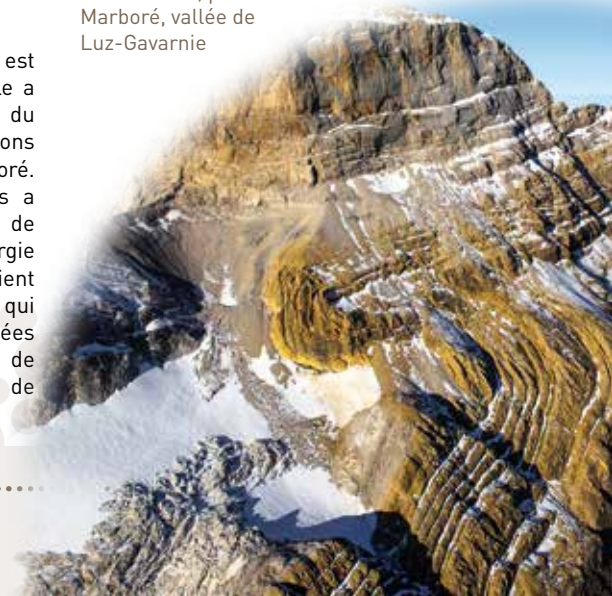 Marboré, vallée de
Luz-Gavarnie
est
a
du
ons
oré.
s a
de
rgie
ient
qui
ées
de
de